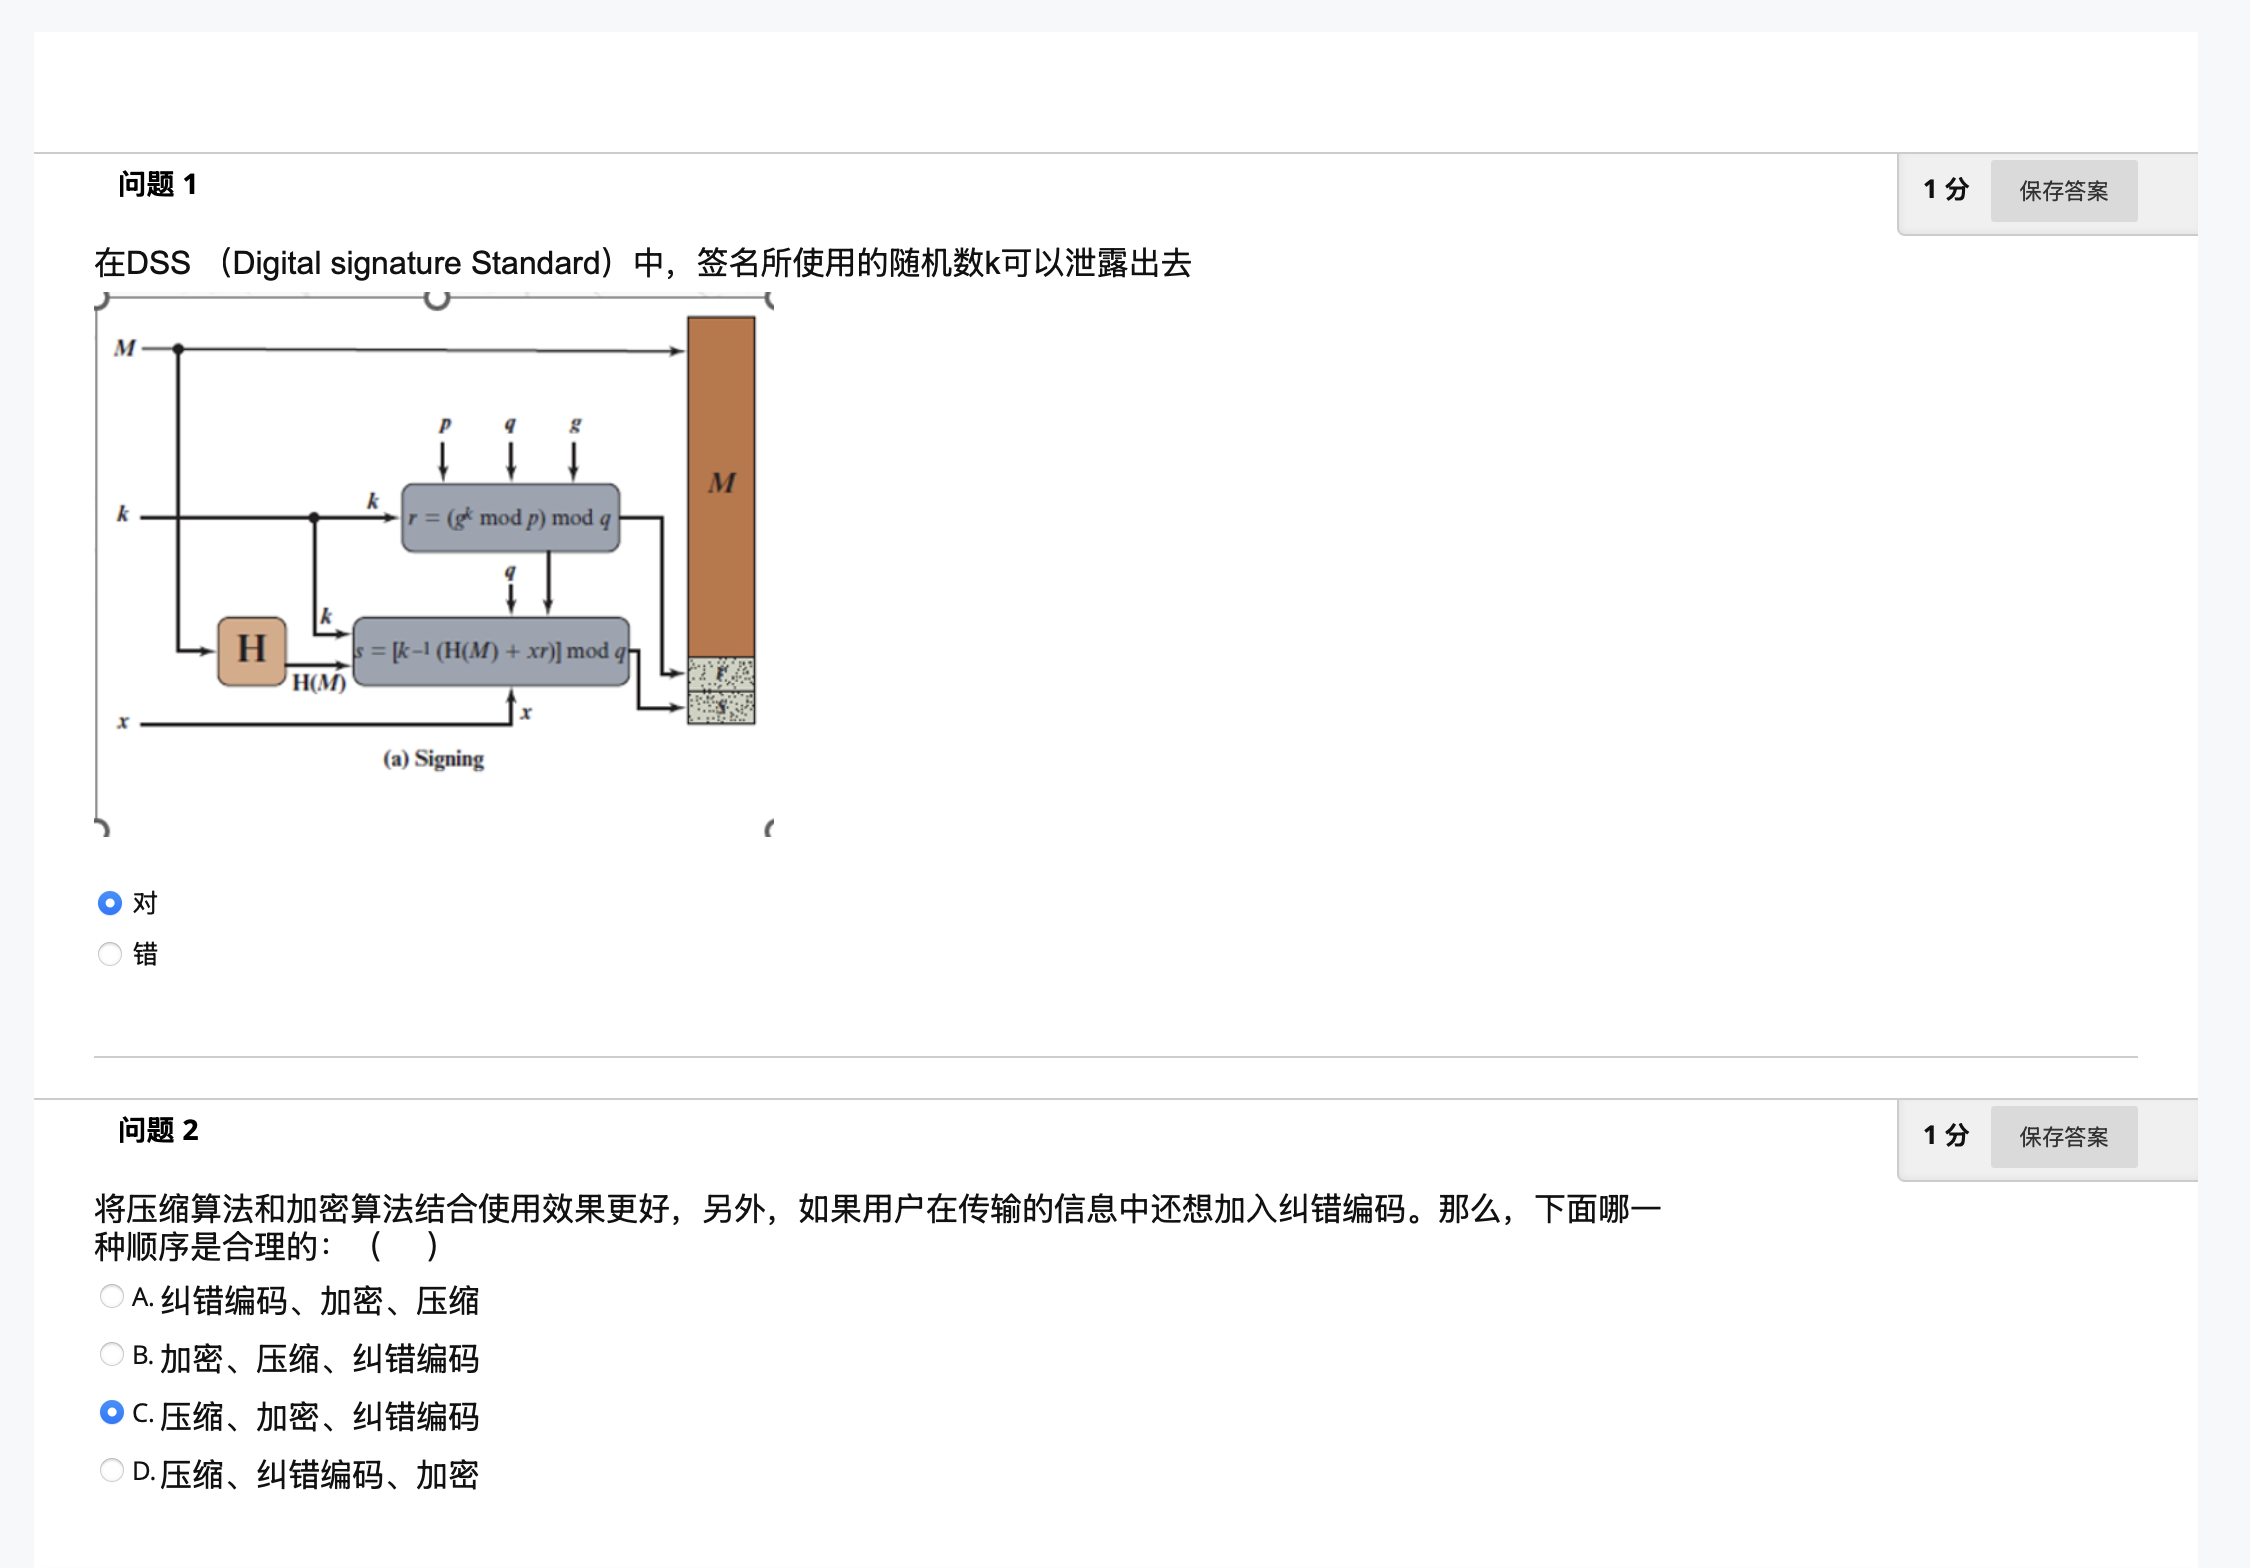 问题 1
1 分
保存答案
在DSS （Digital signature Standard）中，签名所使用的随机数k可以泄露出去
M
p q g
M
k
k
r = (g^k mod p) mod q
q
k
H
s = [k–1 (H(M) + xr)] mod q
r
H(M)
s
x
x
(a) Signing
对
错
问题 2
1 分
保存答案
将压缩算法和加密算法结合使用效果更好，另外，如果用户在传输的信息中还想加入纠错编码。那么，下面哪一
种顺序是合理的：（ ）
A. 纠错编码、加密、压缩
B. 加密、压缩、纠错编码
C. 压缩、加密、纠错编码
D. 压缩、纠错编码、加密